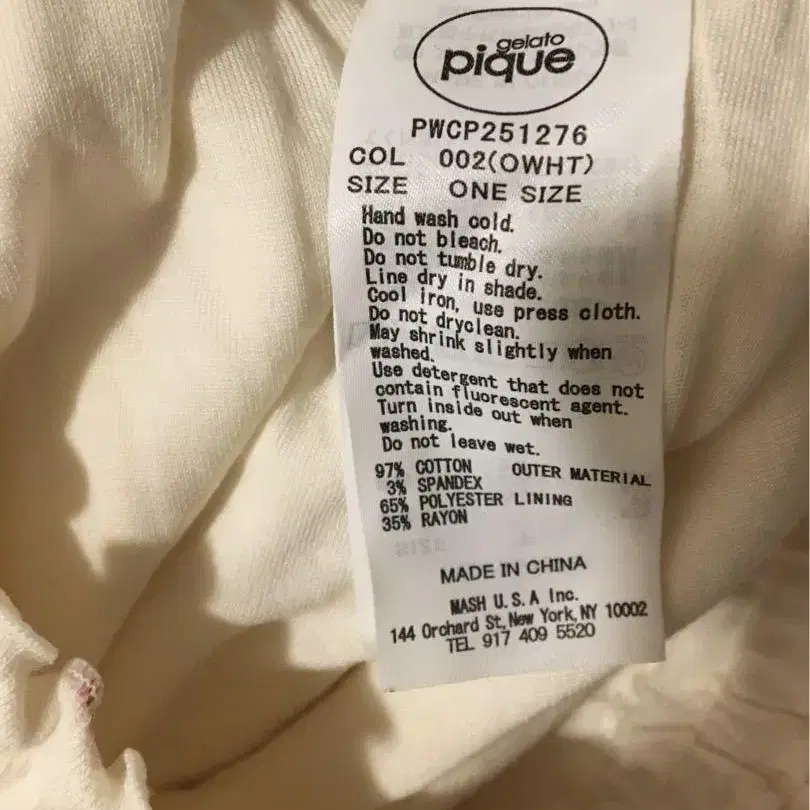 gelato
pique
PWCP251276
COL 002(OWHT)
SIZE ONE SIZE
Hand wash cold.
Do not bleach.
Do not tumble dry.
Line dry in shade.
Cool iron, use press cloth.
Do not dryclean.
May shrink slightly when
washed.
Use detergent that does not
contain fluorescent agent.
Turn inside out when
washing.
Do not leave wet.
97% COTTON OUTER MATERIAL
3% SPANDEX
65% POLYESTER LINING
35% RAYON
MADE IN CHINA
MASH U.S.A Inc.
144 Orchard St, New York, NY 10002
TEL 917 409 5520